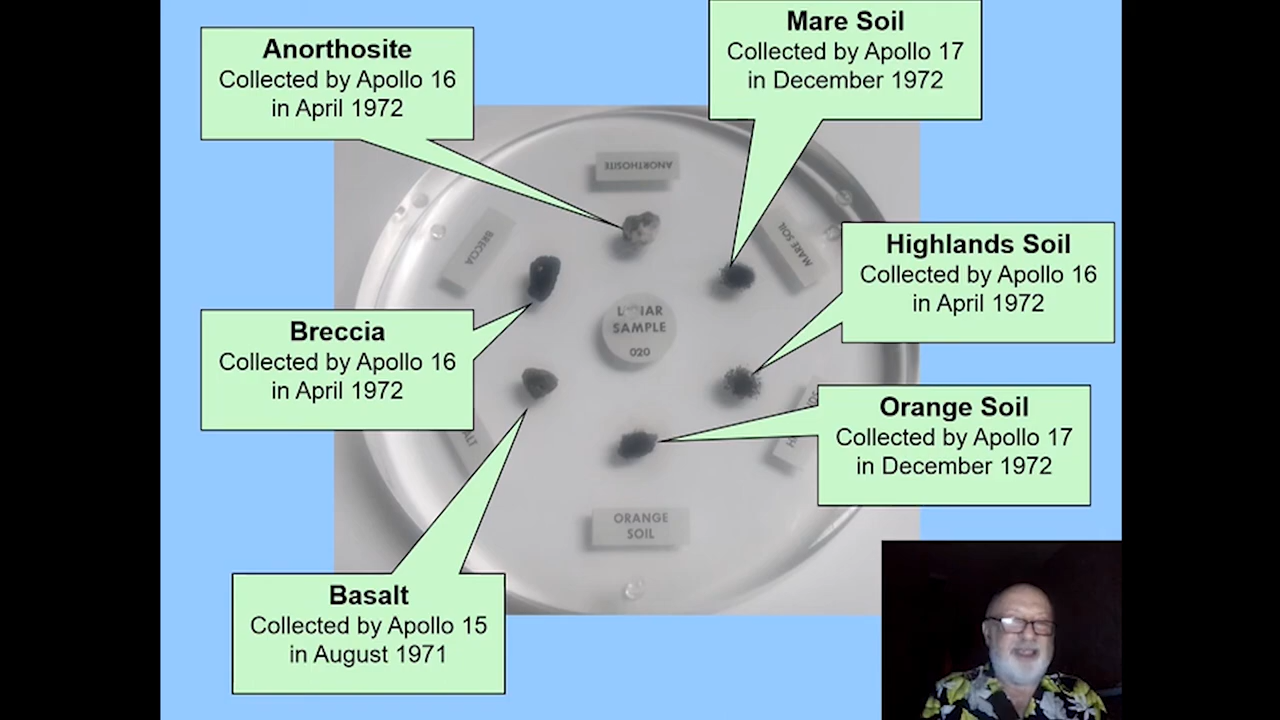 Anorthosite
Collected by Apollo 16
in April 1972
Mare Soil
Collected by Apollo 17
in December 1972
Highlands Soil
Collected by Apollo 16
in April 1972
Breccia
Collected by Apollo 16
in April 1972
Orange Soil
Collected by Apollo 17
in December 1972
Basalt
Collected by Apollo 15
in August 1971
ANORTHOSITE
BRECCIA
MARE SOIL
SAMPLE
020
ORANGE
SOIL